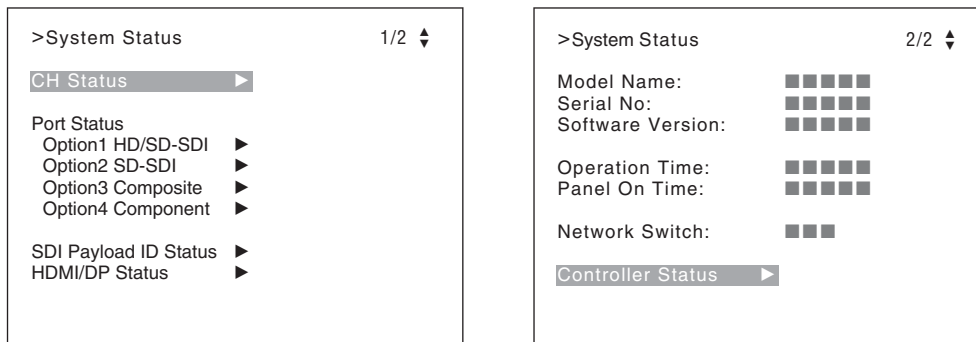 >System Status 1/2
CH Status
Port Status
Option1 HD/SD-SDI
Option2 SD-SDI
Option3 Composite
Option4 Component
SDI Payload ID Status
HDMI/DP Status
>System Status 2/2
Model Name: ■■■■■
Serial No: ■■■■■
Software Version: ■■■■■
Operation Time: ■■■■■
Panel On Time: ■■■■■
Network Switch: ■■■
Controller Status